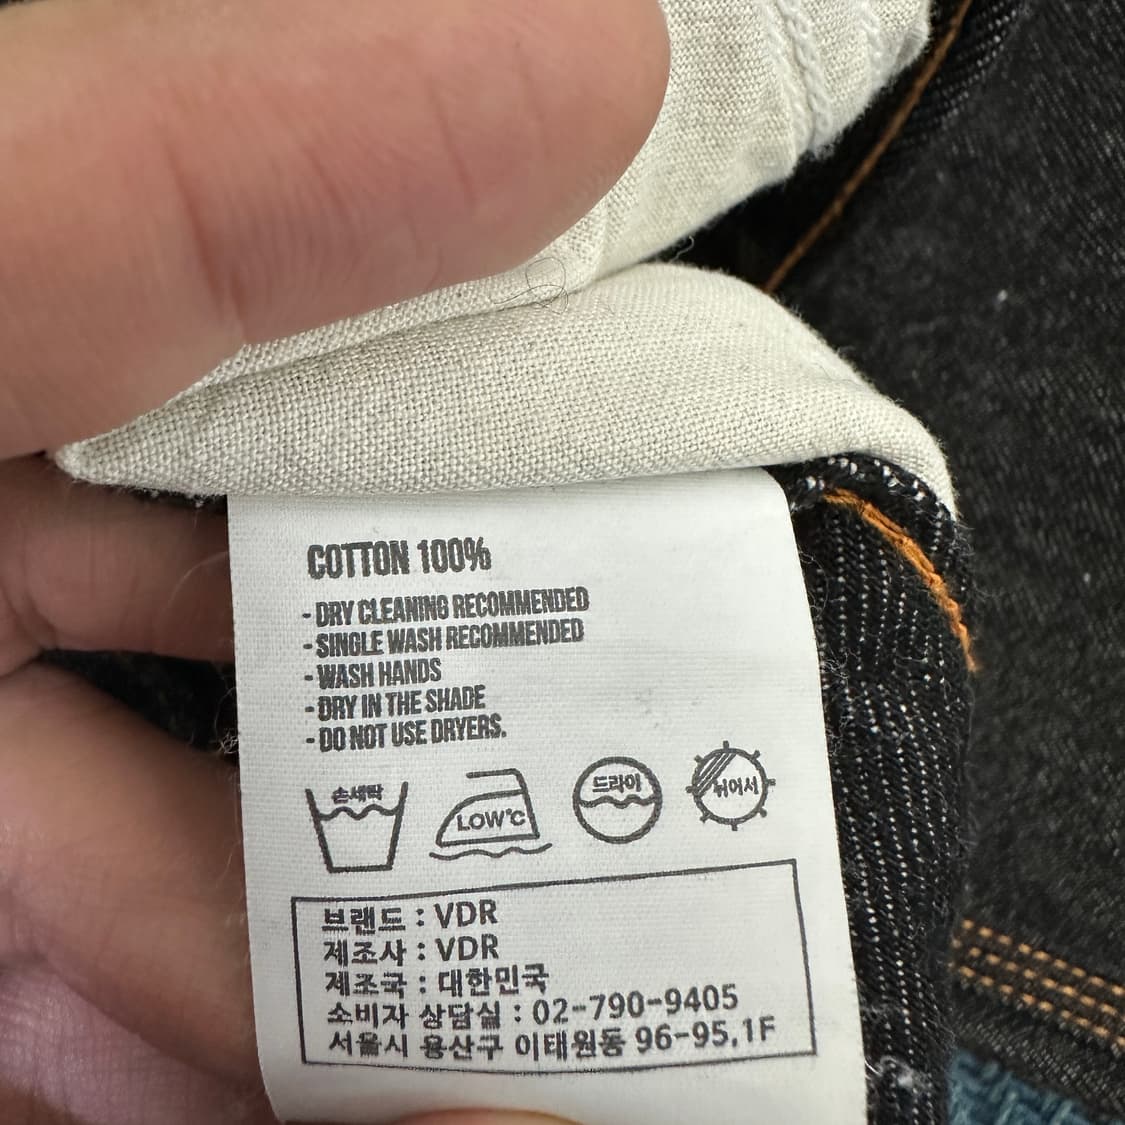 COTTON 100%
- DRY CLEANING RECOMMENDED
- SINGLE WASH RECOMMENDED
- WASH HANDS
- DRY IN THE SHADE
- DO NOT USE DRYERS.
손세탁
LOW℃
드라이
뉘어서
브랜드 : VDR
제조사 : VDR
제조국 : 대한민국
소비자 상담실 : 02-790-9405
서울시 용산구 이태원동 96-95,1F